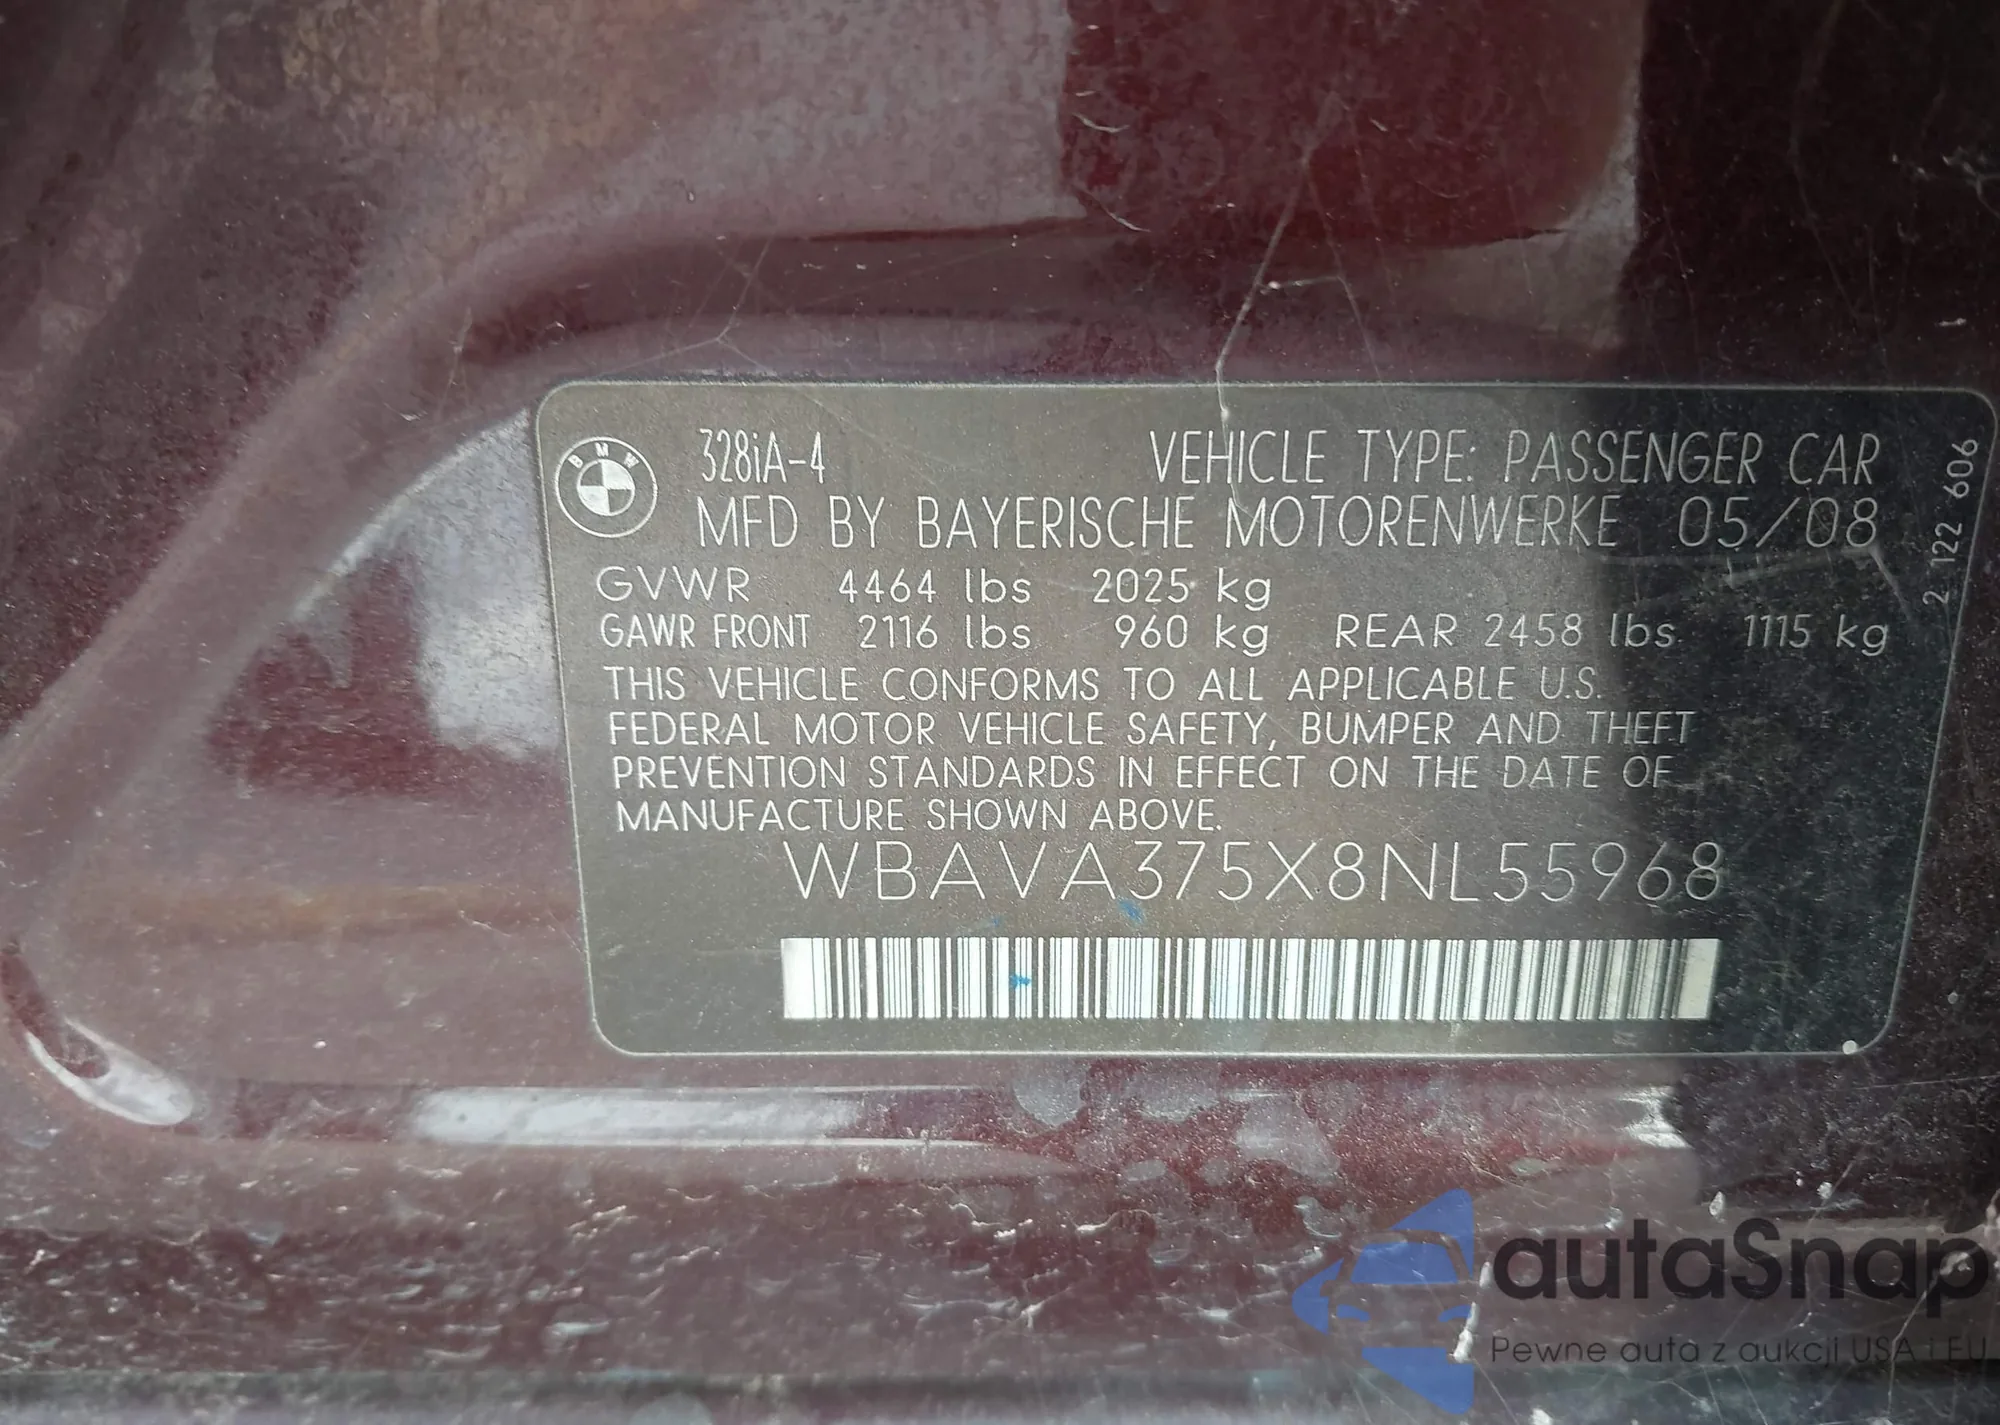 BMW
328iA-4 VEHICLE TYPE: PASSENGER CAR
MFD BY BAYERISCHE MOTORENWERKE 05/08
GVWR 4464 lbs 2025 kg
GAWR FRONT 2116 lbs 960 kg REAR 2458 lbs 1115 kg
THIS VEHICLE CONFORMS TO ALL APPLICABLE U.S.
FEDERAL MOTOR VEHICLE SAFETY, BUMPER AND THEFT
PREVENTION STANDARDS IN EFFECT ON THE DATE OF
MANUFACTURE SHOWN ABOVE.
WBAVA375X8NL55968
2 122 606
autaSnap
Pewne auta z aukcji USA i EU